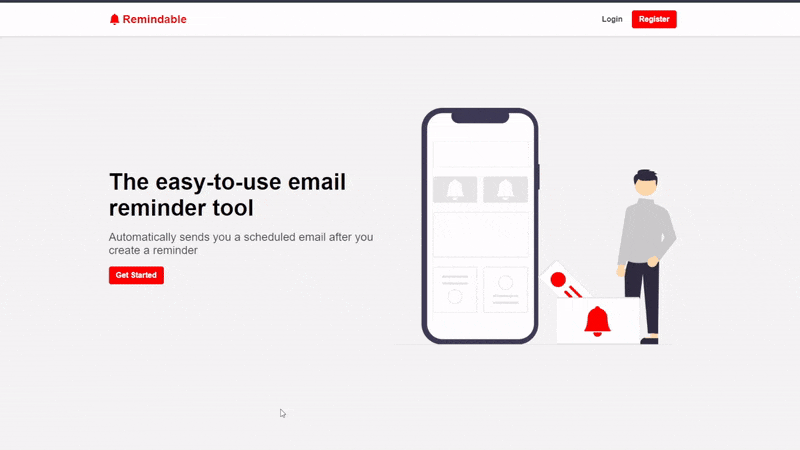 Remindable
Login
Register
The easy-to-use email
reminder tool
Automatically sends you a scheduled email after you
create a reminder
Get Started